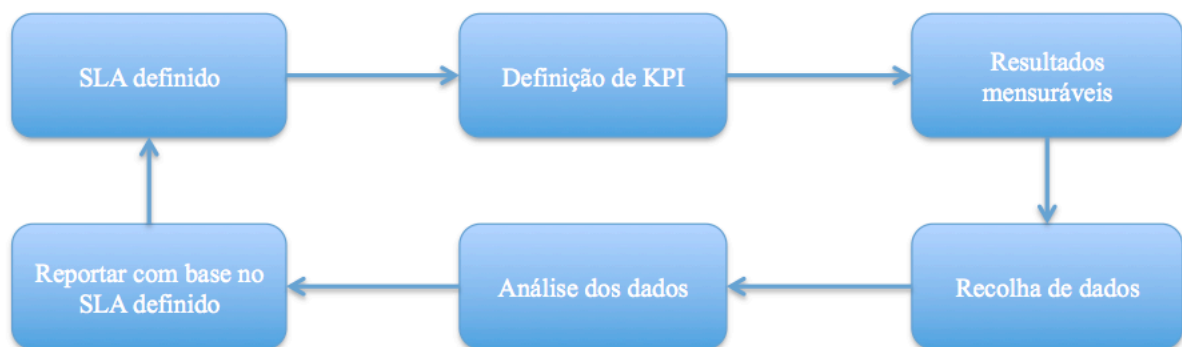 SLA definido
Definição de KPI
Resultados
mensuráveis
Reportar com base no
SLA definido
Análise dos dados
Recolha de dados